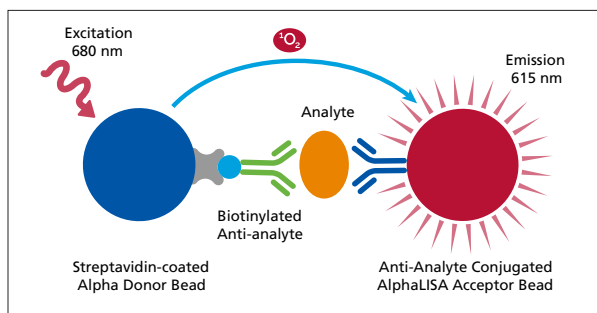 Excitation
680 nm
¹O₂
Emission
615 nm
Analyte
Biotinylated
Anti-analyte
Streptavidin-coated
Alpha Donor Bead
Anti-Analyte Conjugated
AlphaLISA Acceptor Bead